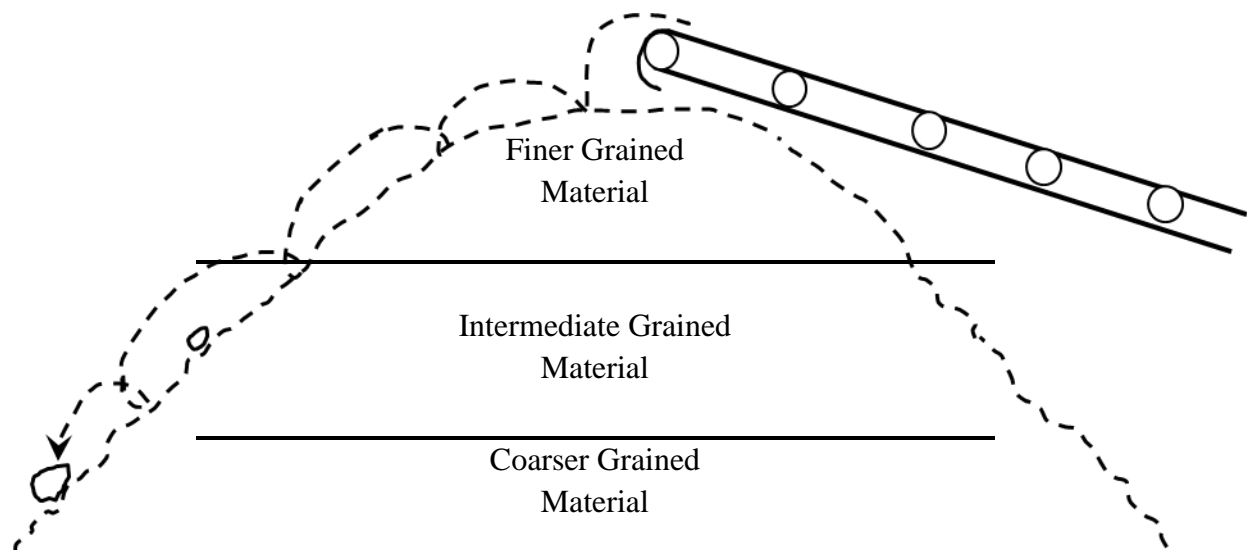 Finer Grained
Material
Intermediate Grained
Material
Coarser Grained
Material